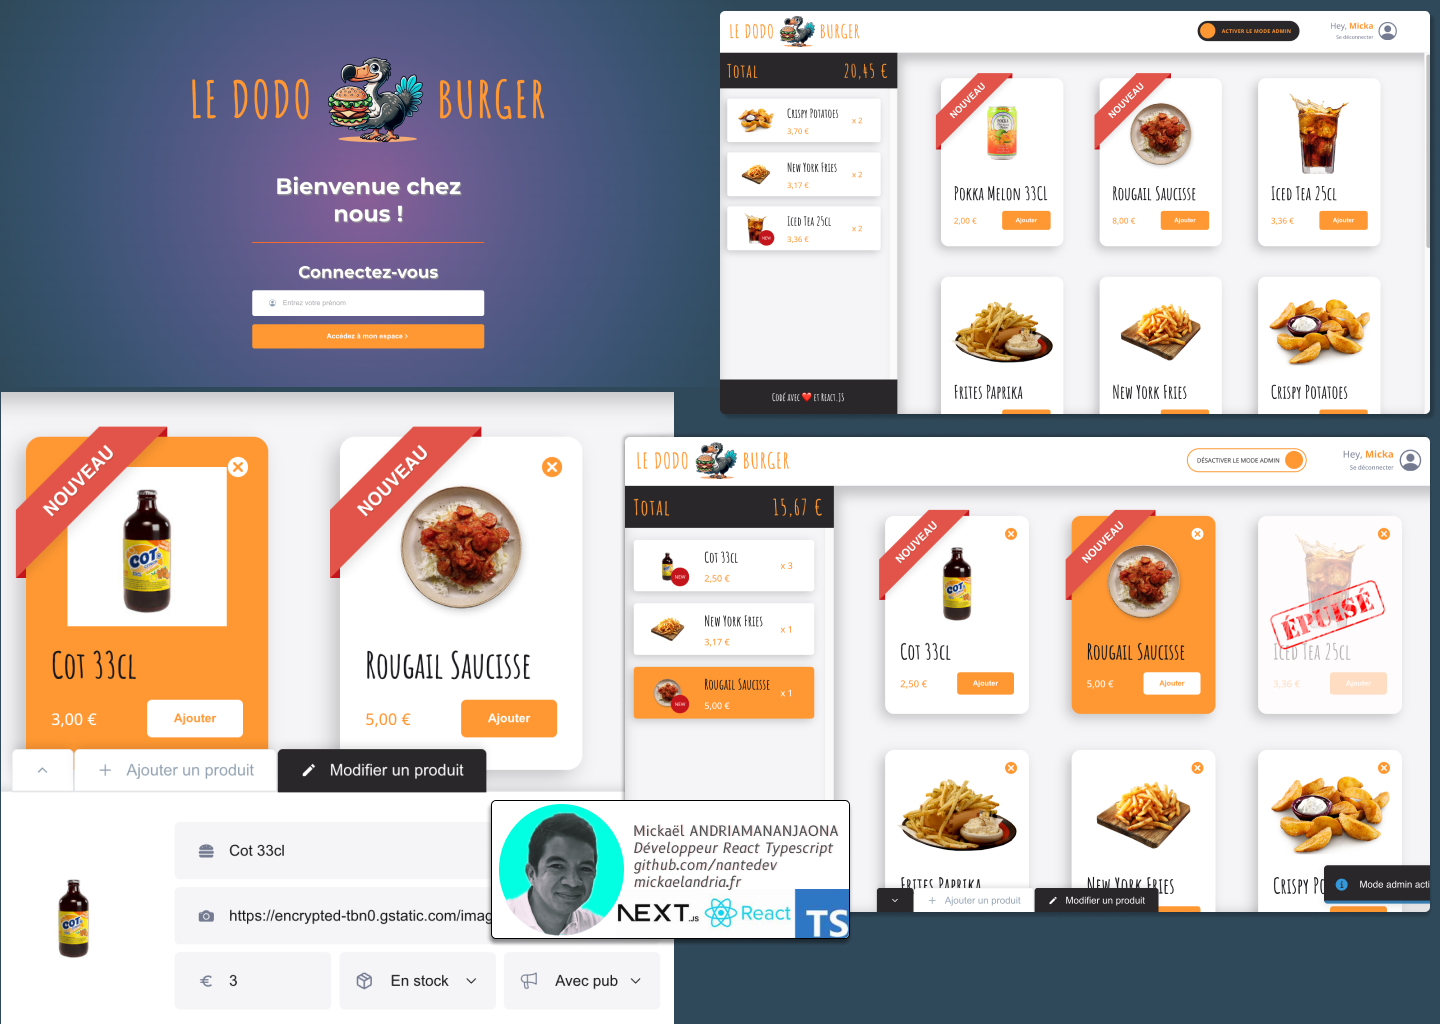 LE DODO BURGER
Bienvenue chez
nous !
Connectez-vous
Entrez votre prénom
Accédez à mon espace
LE DODO BURGER
ACTIVER LE MODE ADMIN
Hey, Micka
Se déconnecter
Total 20,45 €
Crispy Potatoes
3,70 €
x 2
New York Fries
3,17 €
x 2
Iced Tea 25cl
3,36 €
x 2
NEW
Codé avec ❤️ et React.JS
NOUVEAU
POKKA
Pokka Melon 33Cl
2,00 €
Ajouter
NOUVEAU
Rougail Saucisse
8,00 €
Ajouter
Iced Tea 25cl
3,36 €
Ajouter
Frites Paprika
New York Fries
Crispy Potatoes
NOUVEAU
COT
Cot 33cl
3,00 €
Ajouter
NOUVEAU
Rougail Saucisse
5,00 €
Ajouter
Ajouter un produit
Modifier un produit
COT
Cot 33cl
https://encrypted-tbn0.gstatic.com/imag
3
En stock
Avec pub
LE DODO BURGER
DÉSACTIVER LE MODE ADMIN
Hey, Micka
Se déconnecter
Total 15,67 €
Cot 33cl
2,50 €
x 3
NEW
New York Fries
3,17 €
x 1
Rougail Saucisse
5,00 €
x 1
NEW
NOUVEAU
COT
Cot 33cl
2,50 €
Ajouter
NOUVEAU
Rougail Saucisse
5,00 €
Ajouter
ÉPUISÉ
Iced Tea 25cl
3,36 €
Ajouter
Frites Paprika
New York Fries
Crispy Po
Ajouter un produit
Modifier un produit
Mode admin acti
Mickaël ANDRIAMANANJAONA
Développeur React Typescript
github.com/nantedev
mickaelandria.fr
NEXT.JS
React
TS